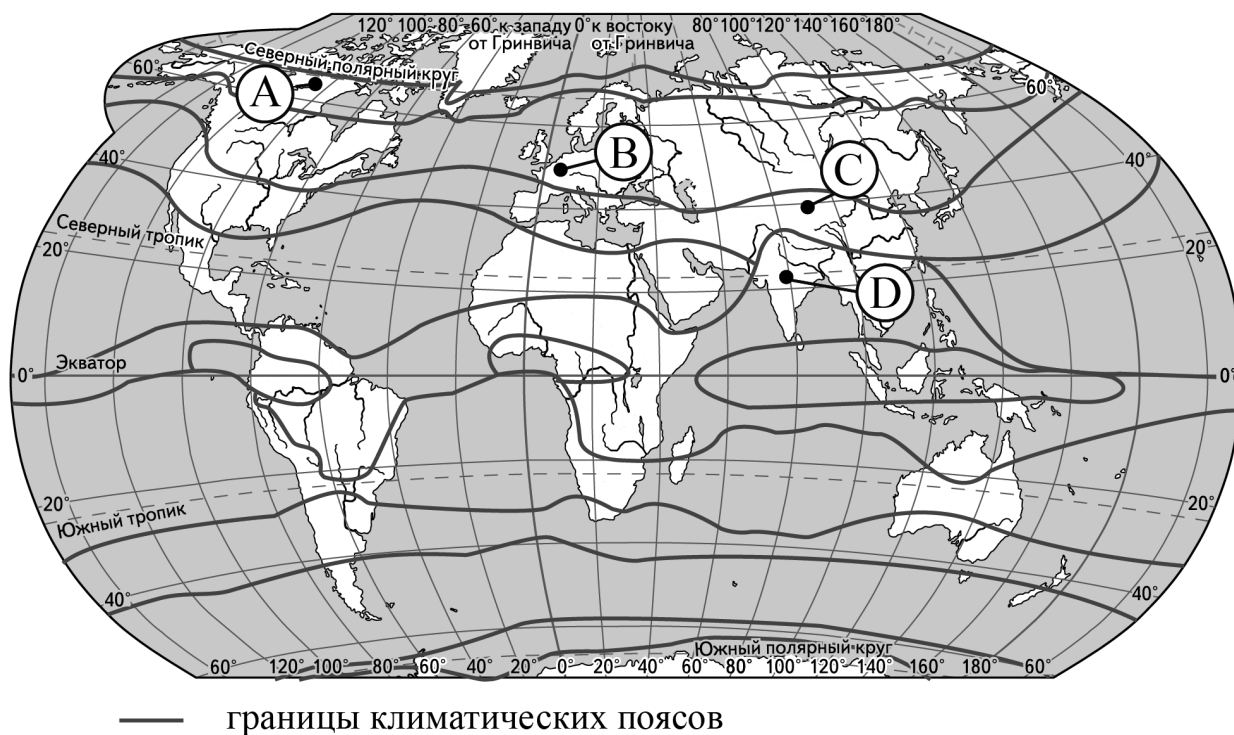 120° 100° 80° 60° к западу 0° к востоку 80° 100° 120° 140° 160° 180°
от Гринвича от Гринвича
Северный полярный круг
60°
60°
A
B
C
40°
40°
Северный тропик
20°
20°
D
Экватор
0°
0°
20°
20°
Южный тропик
40°
40°
Южный полярный круг
60° 120° 100° 80° 60° 20° 0° 20° 40° 60° 80° 100° 120° 140° 160° 60°
границы климатических поясов